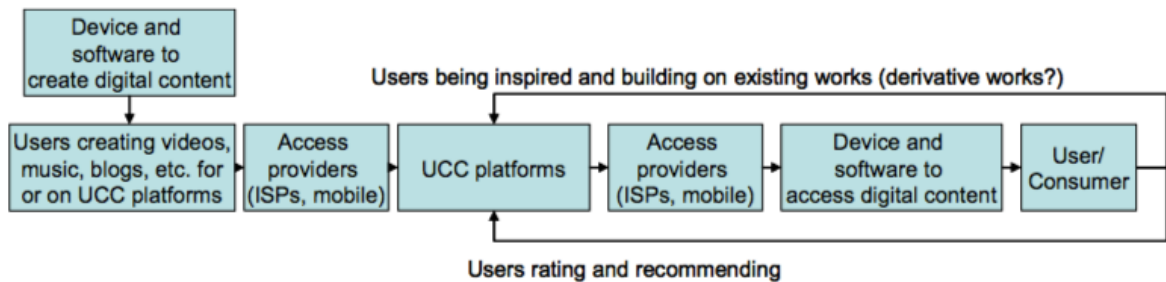 Device and
software to
create digital content
Users being inspired and building on existing works (derivative works?)
Users creating videos,
music, blogs, etc. for
or on UCC platforms
Access
providers
(ISPs, mobile)
UCC platforms
Access
providers
(ISPs, mobile)
Device and
software to
access digital content
User/
Consumer
Users rating and recommending